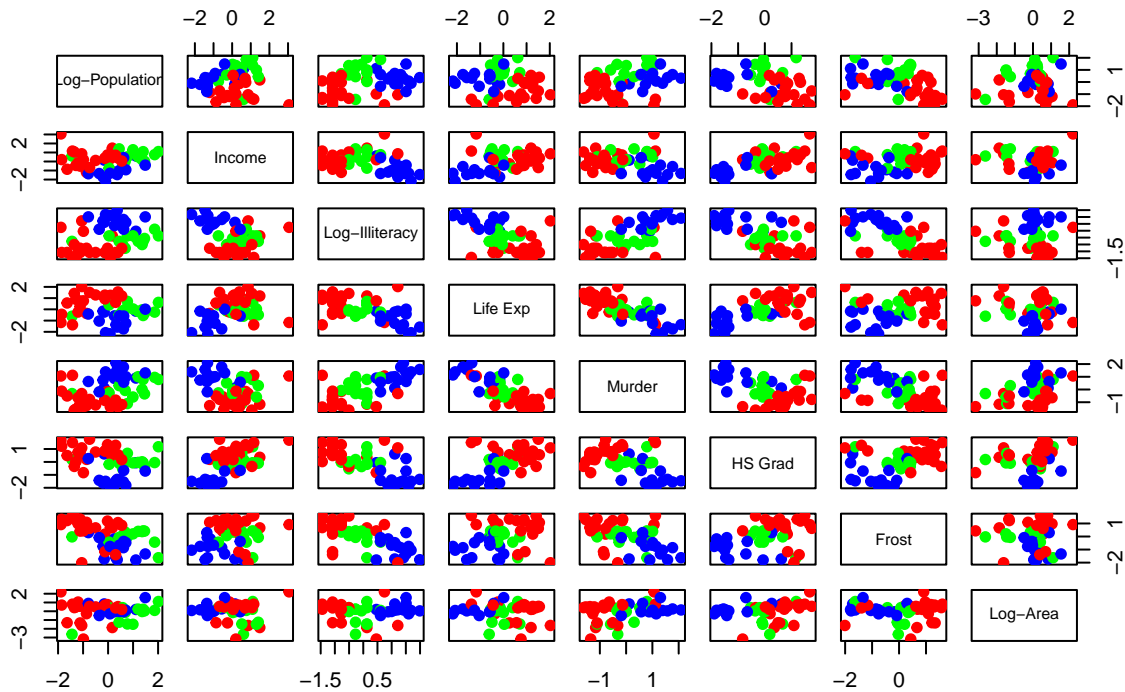 −2 0 2
−2 0 2
−2 0
−3 0 2
Log−Population
1
−2
2
−2
Income
Log−Illiteracy
−1.5
2
−2
Life Exp
Murder
2
−1
1
−2
HS Grad
Frost
1
−2
2
−3
Log−Area
−2 0 2
−1.5 0.5
−1 1
−2 0